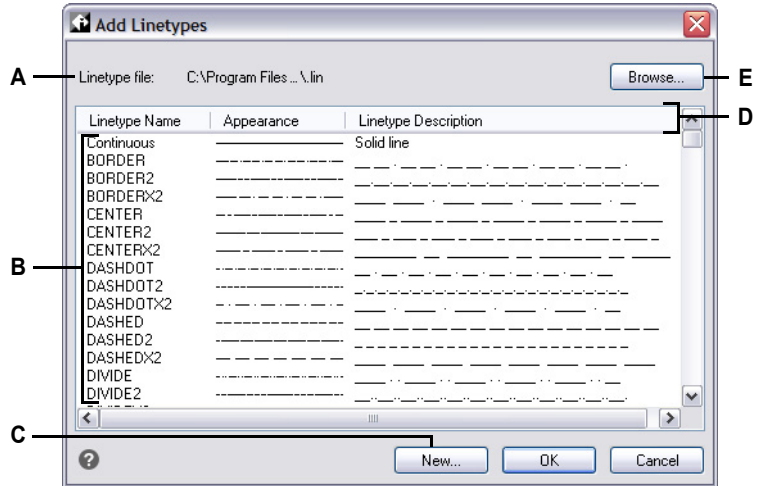 Add Linetypes
A Linetype file: C:\Program Files ... \.lin Browse... E
Linetype Name Appearance Linetype Description D
Continuous Solid line
BORDER
BORDER2
BORDERX2
CENTER
CENTER2
CENTERX2
B
DASHDOT
DASHDOT2
DASHDOTX2
DASHED
DASHED2
DASHEDX2
DIVIDE
DIVIDE2
C
? New... OK Cancel